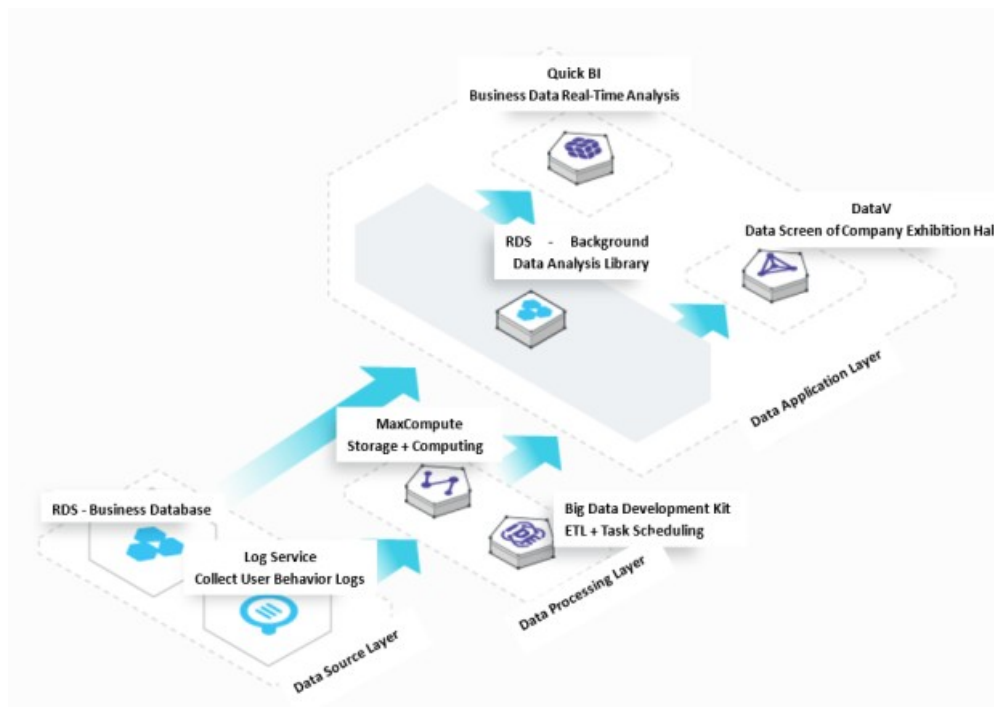 Quick BI
Business Data Real-Time Analysis
DataV
Data Screen of Company Exhibition Hal
RDS - Background
Data Analysis Library
Data Application Layer
MaxCompute
Storage + Computing
RDS - Business Database
Big Data Development Kit
ETL + Task Scheduling
Log Service
Collect User Behavior Logs
Data Processing Layer
Data Source Layer